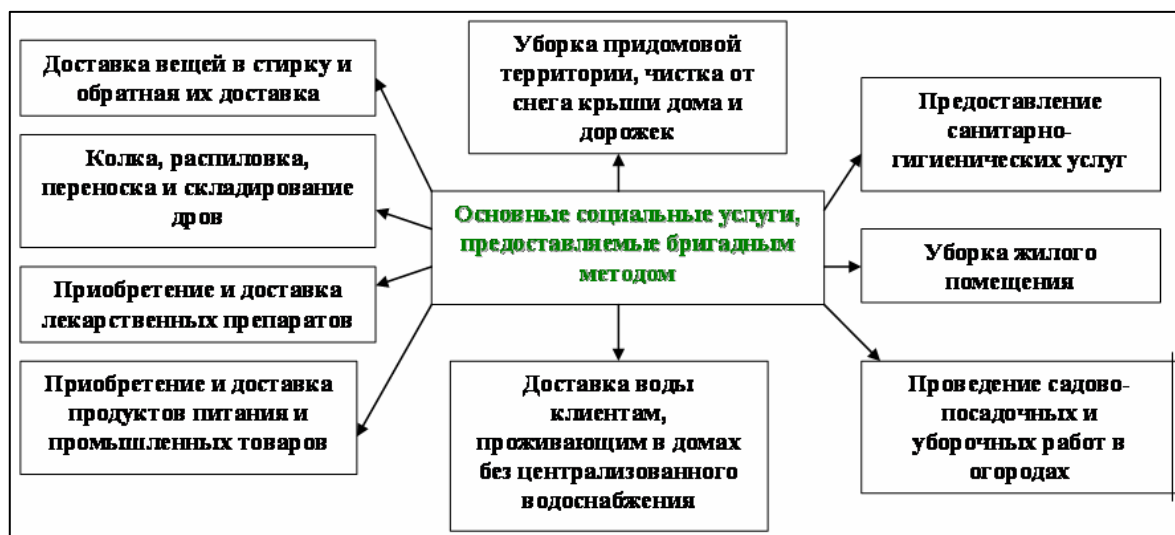 Доставка вещей в стирку и
обратная их доставка
Колка, распиловка,
переноска и складирование
дров
Приобретение и доставка
лекарственных препаратов
Приобретение и доставка
продуктов питания и
промышленных товаров
Уборка придомовой
территории, чистка от
снега крыши дома и
дорожек
Основные социальные услуги,
предоставляемые бригадным
методом
Доставка воды
клиентам,
проживающим в домах
без централизованного
водоснабжения
Предоставление
санитарно-
гигиенических услуг
Уборка жилого
помещения
Проведение садово-
посадочных и
уборочных работ в
огородах